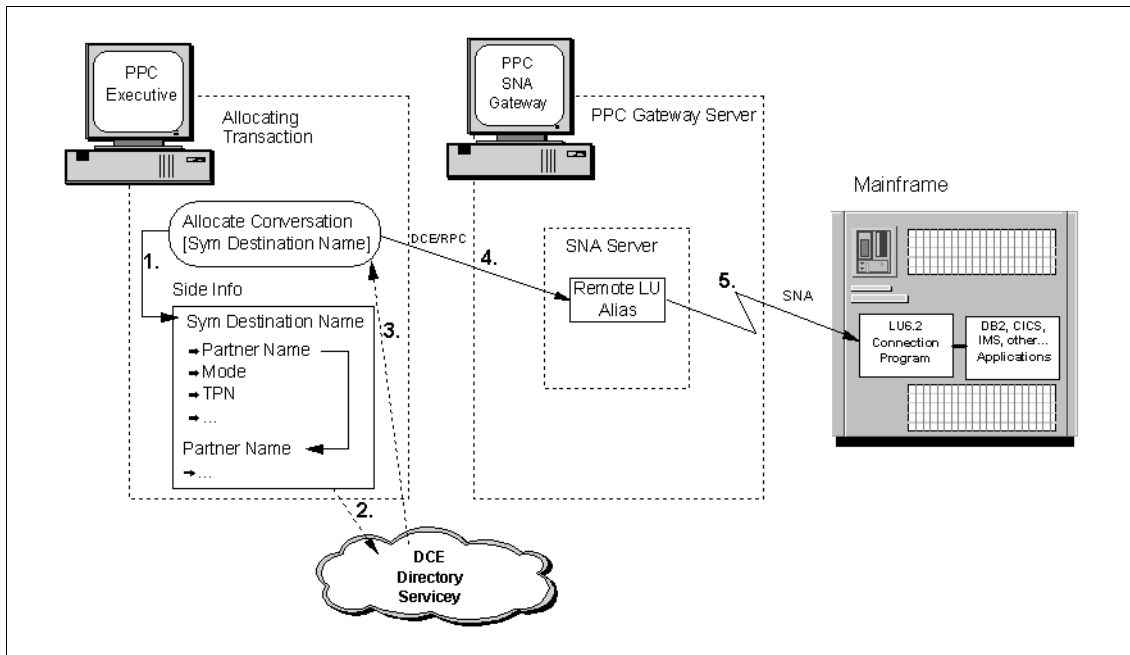 PPC
Executive
Allocating
Transaction
PPC
SNA
Gateway
PPC Gateway Server
Mainframe
Allocate Conversation
[Sym Destination Name]
DCE/RPC
1.
4.
SNA Server
Remote LU
Alias
5.
SNA
Side Info
3.
Sym Destination Name
Partner Name
Mode
TPN
...
Partner Name
...
LU6.2
Connection
Program
DB2, CICS,
IMS, other...
Applications
2.
DCE
Directory
Servicey